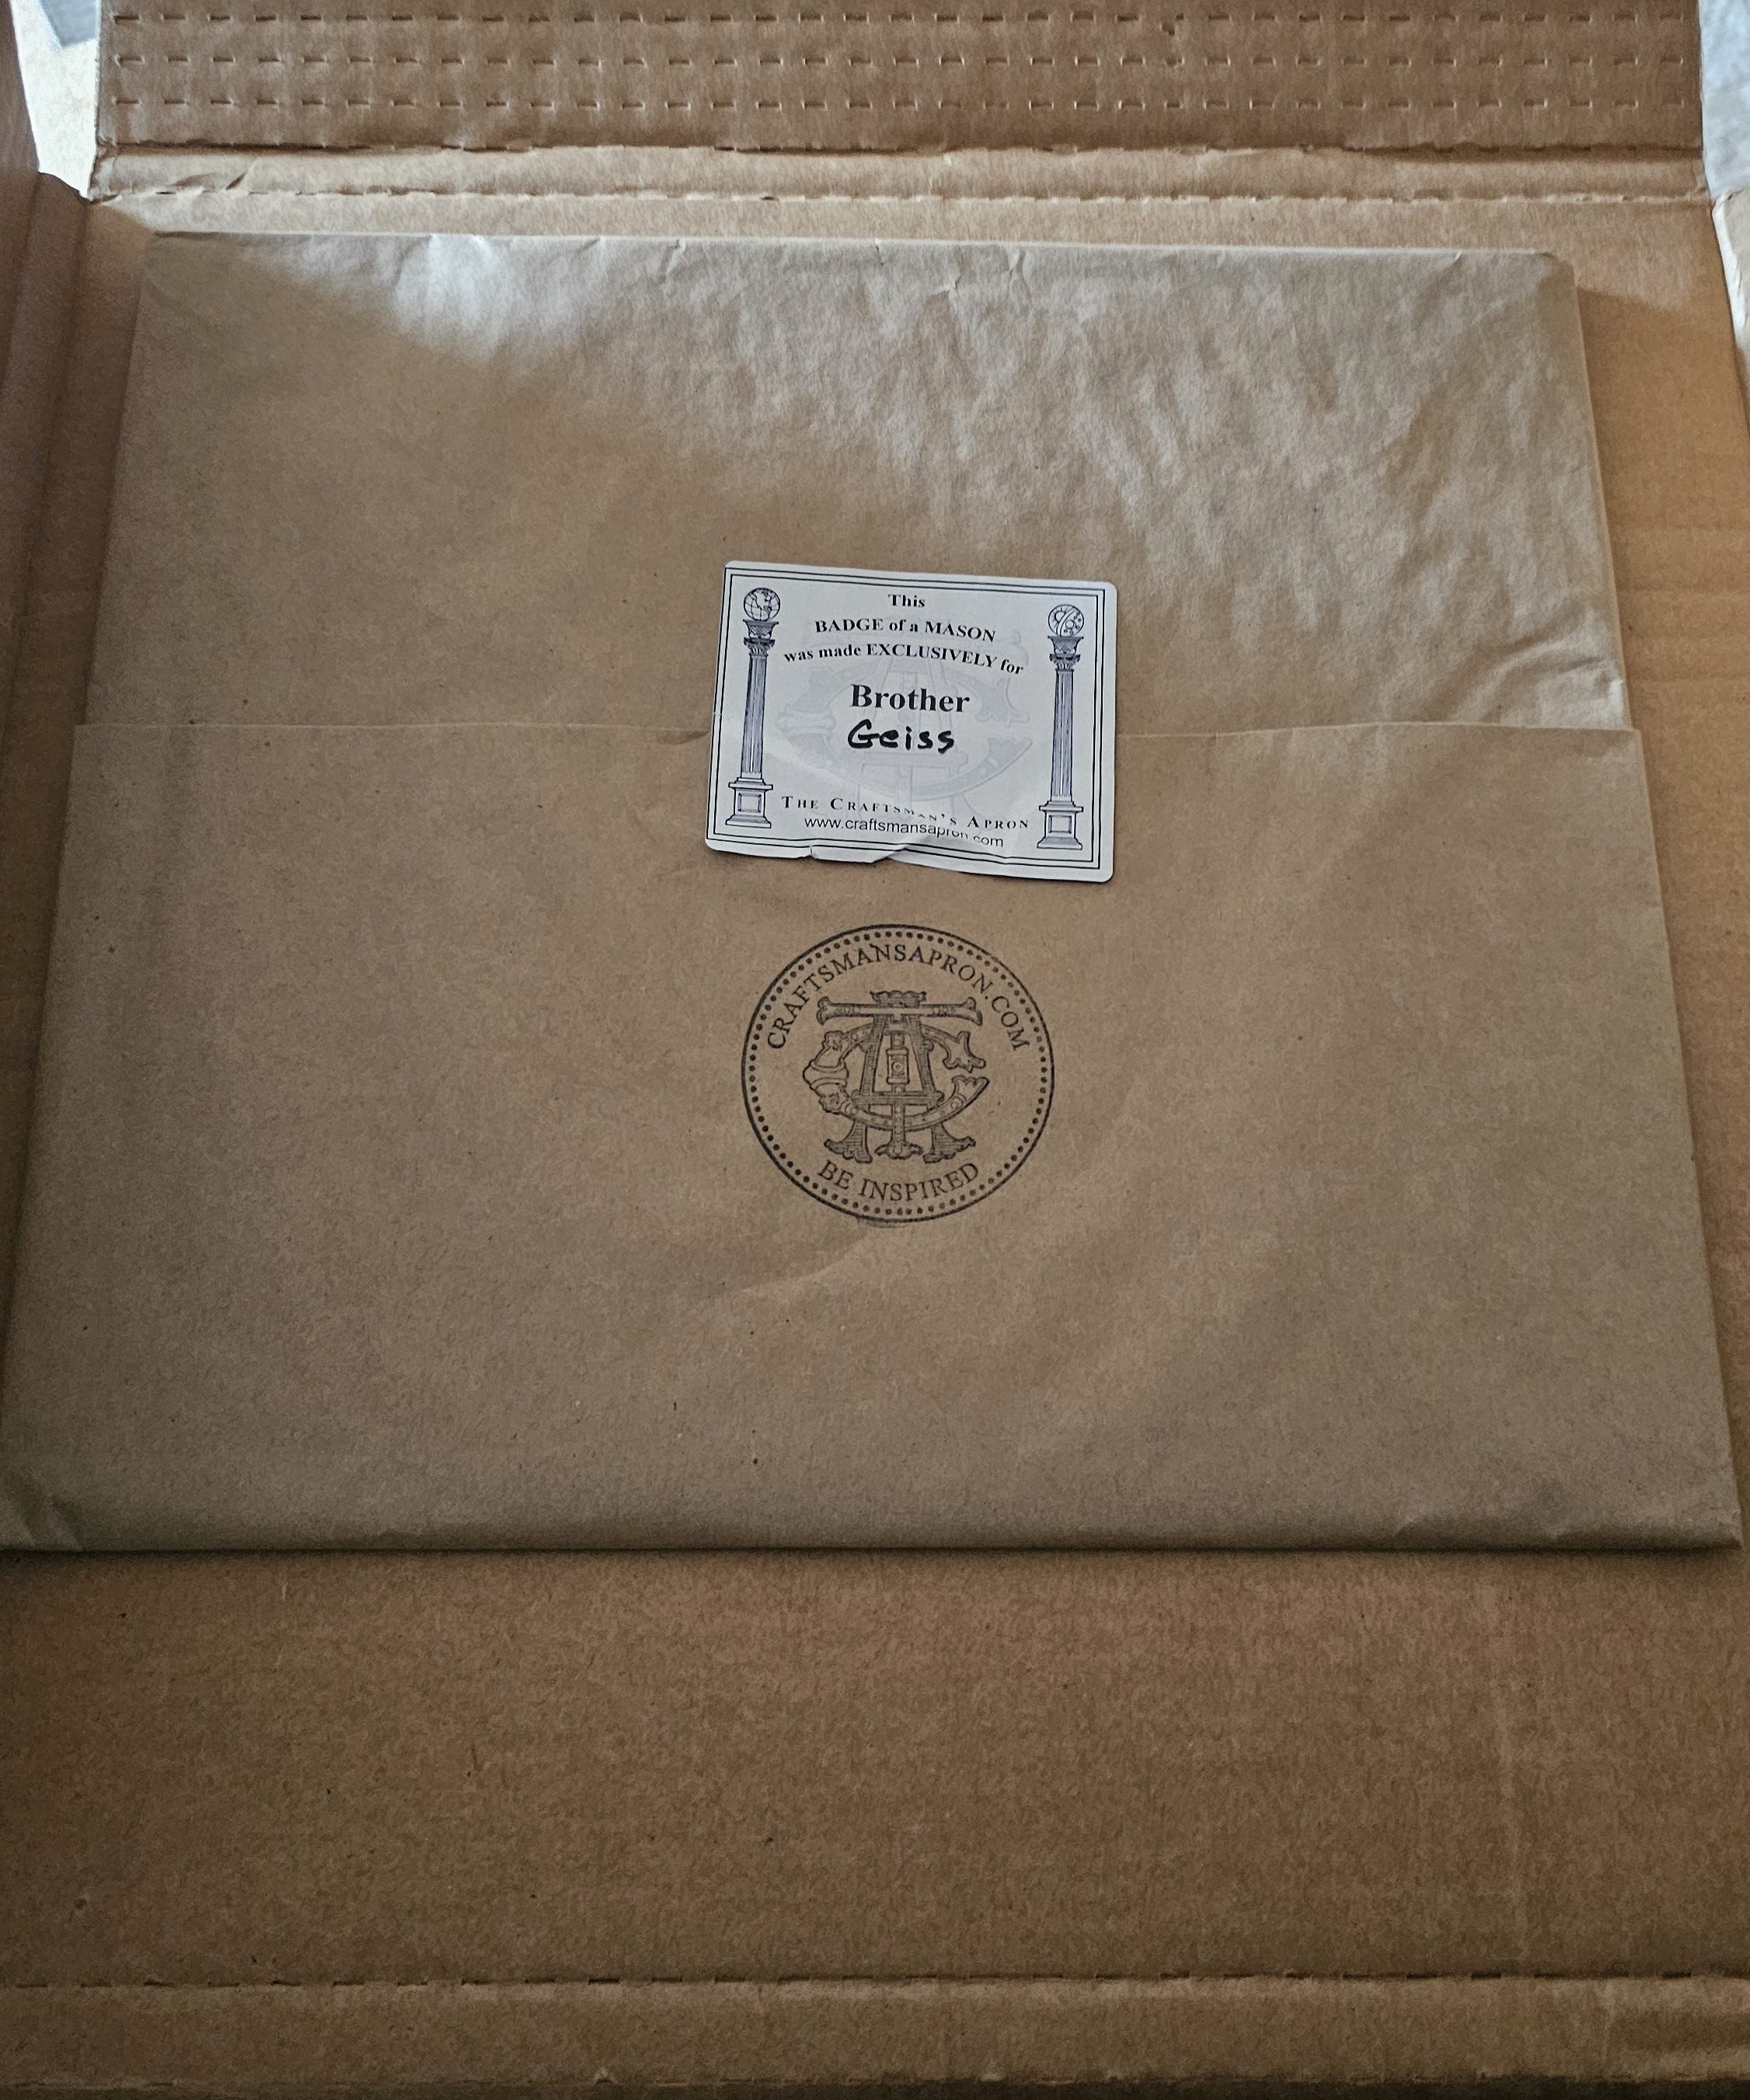 This
BADGE of a MASON
was made EXCLUSIVELY for
Brother
Geiss
THE CRAFTSMAN'S APRON
www.craftsmansapron.com
CRAFTSMANSAPRON.COM
BE INSPIRED